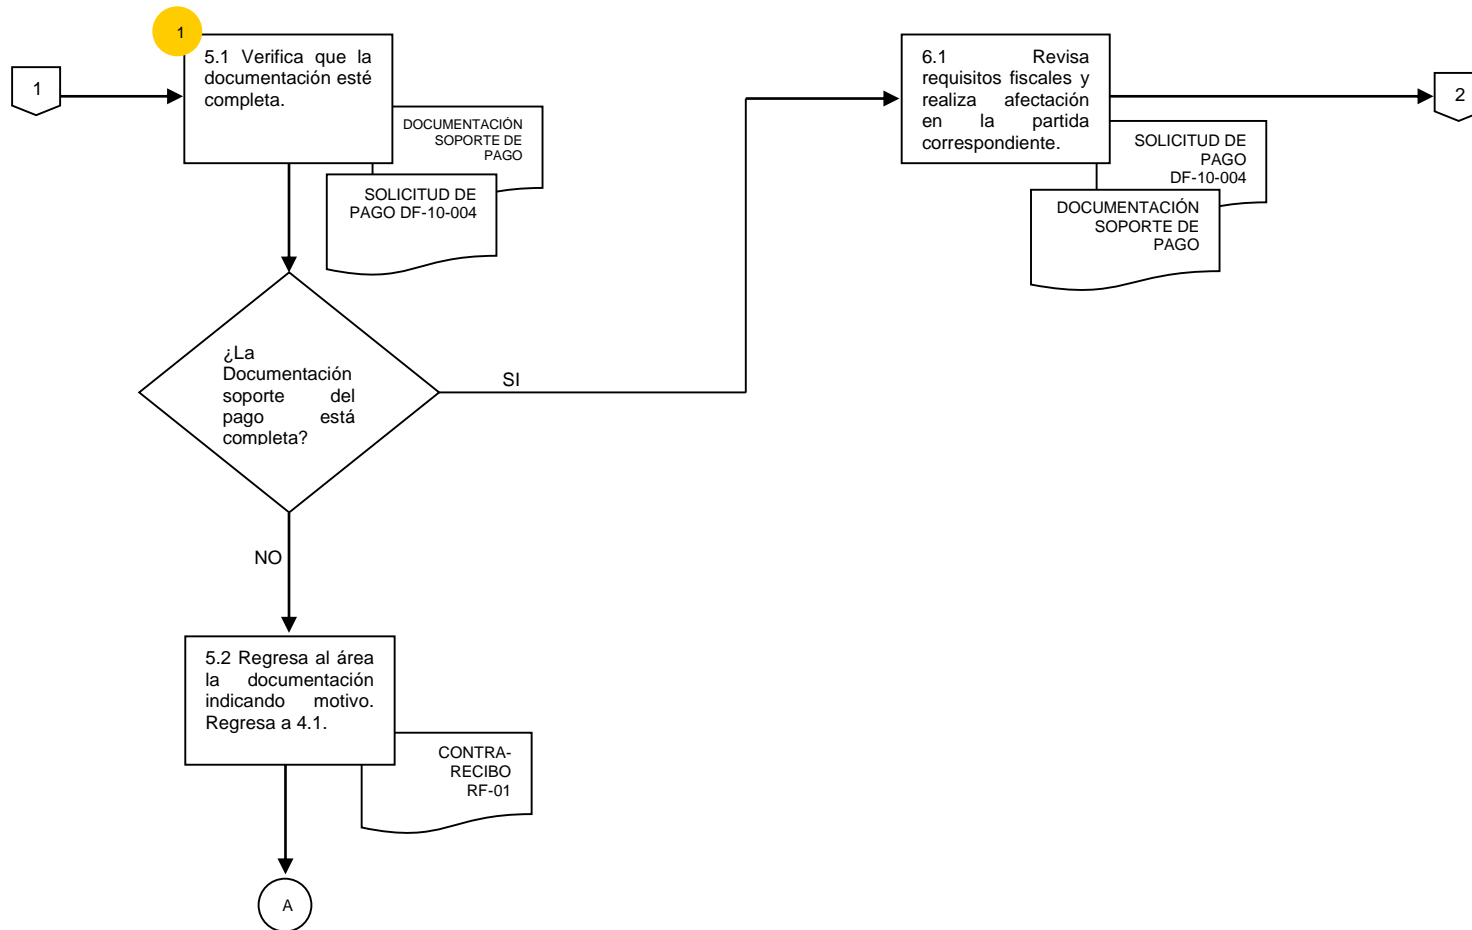 1
1
5.1 Verifica que la
documentación esté
completa.
DOCUMENTACIÓN
SOPORTE DE
PAGO
SOLICITUD DE
PAGO DF-10-004
6.1 Revisa
requisitos fiscales y
realiza afectación
en la partida
correspondiente.
2
SOLICITUD DE
PAGO
DF-10-004
DOCUMENTACIÓN
SOPORTE DE
PAGO
¿La
Documentación
soporte del
pago está
completa?
SI
NO
5.2 Regresa al área
la documentación
indicando motivo.
Regresa a 4.1.
CONTRA-
RECIBO
RF-01
A